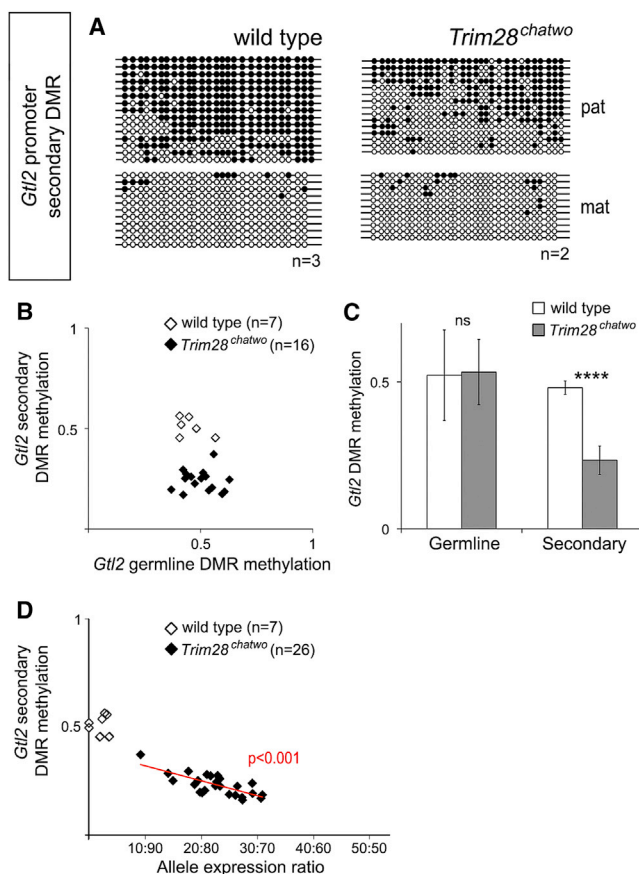 A
wild type
Trim28chatwo
Gtl2 promoter
secondary DMR
pat
mat
n=3
n=2
B
1
wild type (n=7)
Trim28chatwo (n=16)
Gtl2 secondary
DMR methylation
0.5
0.5
1
Gtl2 germline DMR methylation
C
wild type
Trim28chatwo
ns
****
Gtl2 DMR methylation
0.5
0
Germline
Secondary
D
1
wild type (n=7)
Trim28chatwo (n=26)
Gtl2 secondary
DMR methylation
0.5
p<0.001
10:90
20:80
30:70
40:60
50:50
Allele expression ratio